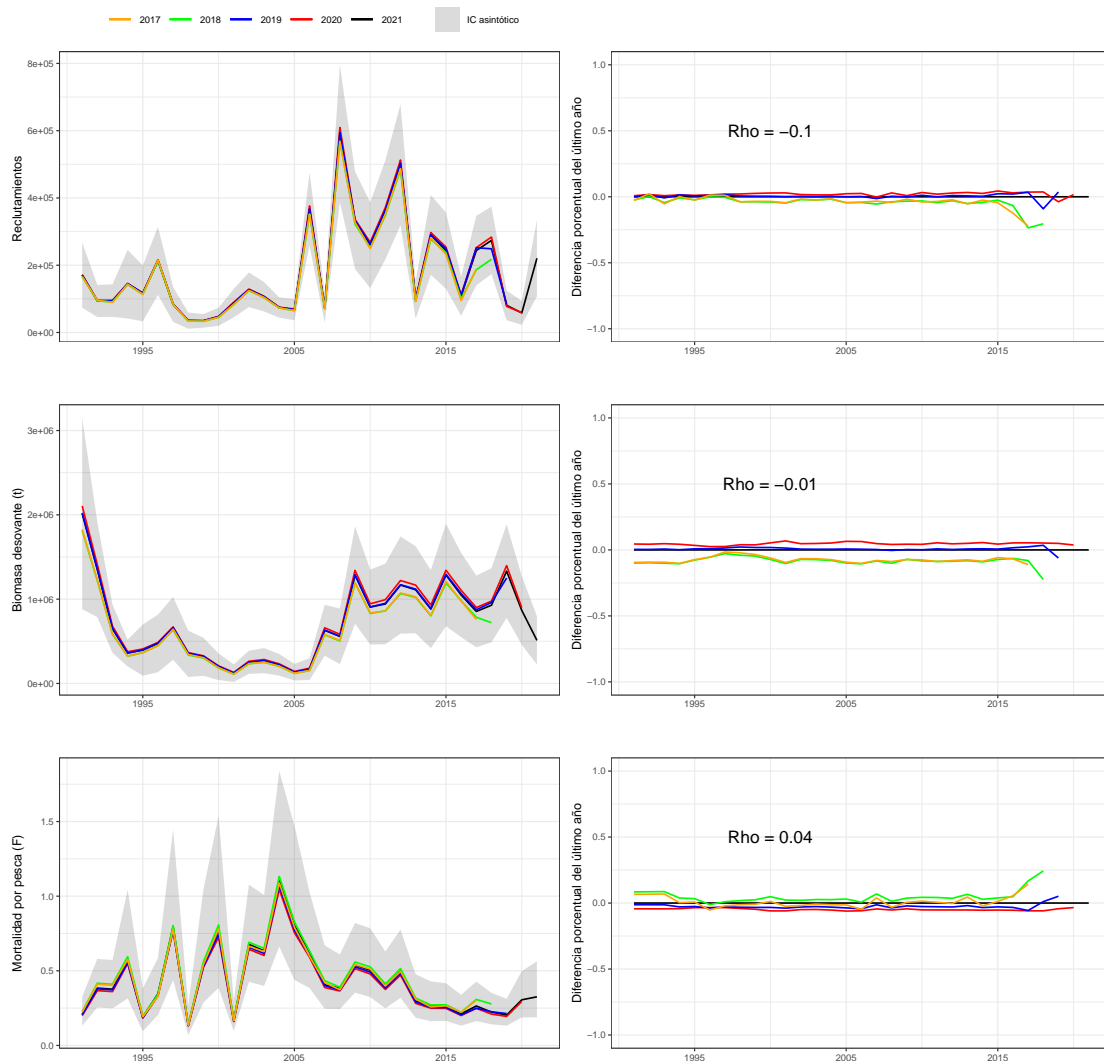 2017 2018 2019 2020 2021 IC asintótico
Reclutamientos
8e+05
6e+05
4e+05
2e+05
0e+00
1995 2005 2015
Diferencia porcentual del último año
1.0
0.5
0.0
−0.5
−1.0
Rho = −0.1
1995 2005 2015
Biomasa desovante (t)
3e+06
2e+06
1e+06
0e+00
1995 2005 2015
Diferencia porcentual del último año
1.0
0.5
0.0
−0.5
−1.0
Rho = −0.01
1995 2005 2015
Mortalidad por pesca (F)
1.5
1.0
0.5
0.0
1995 2005 2015
Diferencia porcentual del último año
1.0
0.5
0.0
−0.5
−1.0
Rho = 0.04
1995 2005 2015